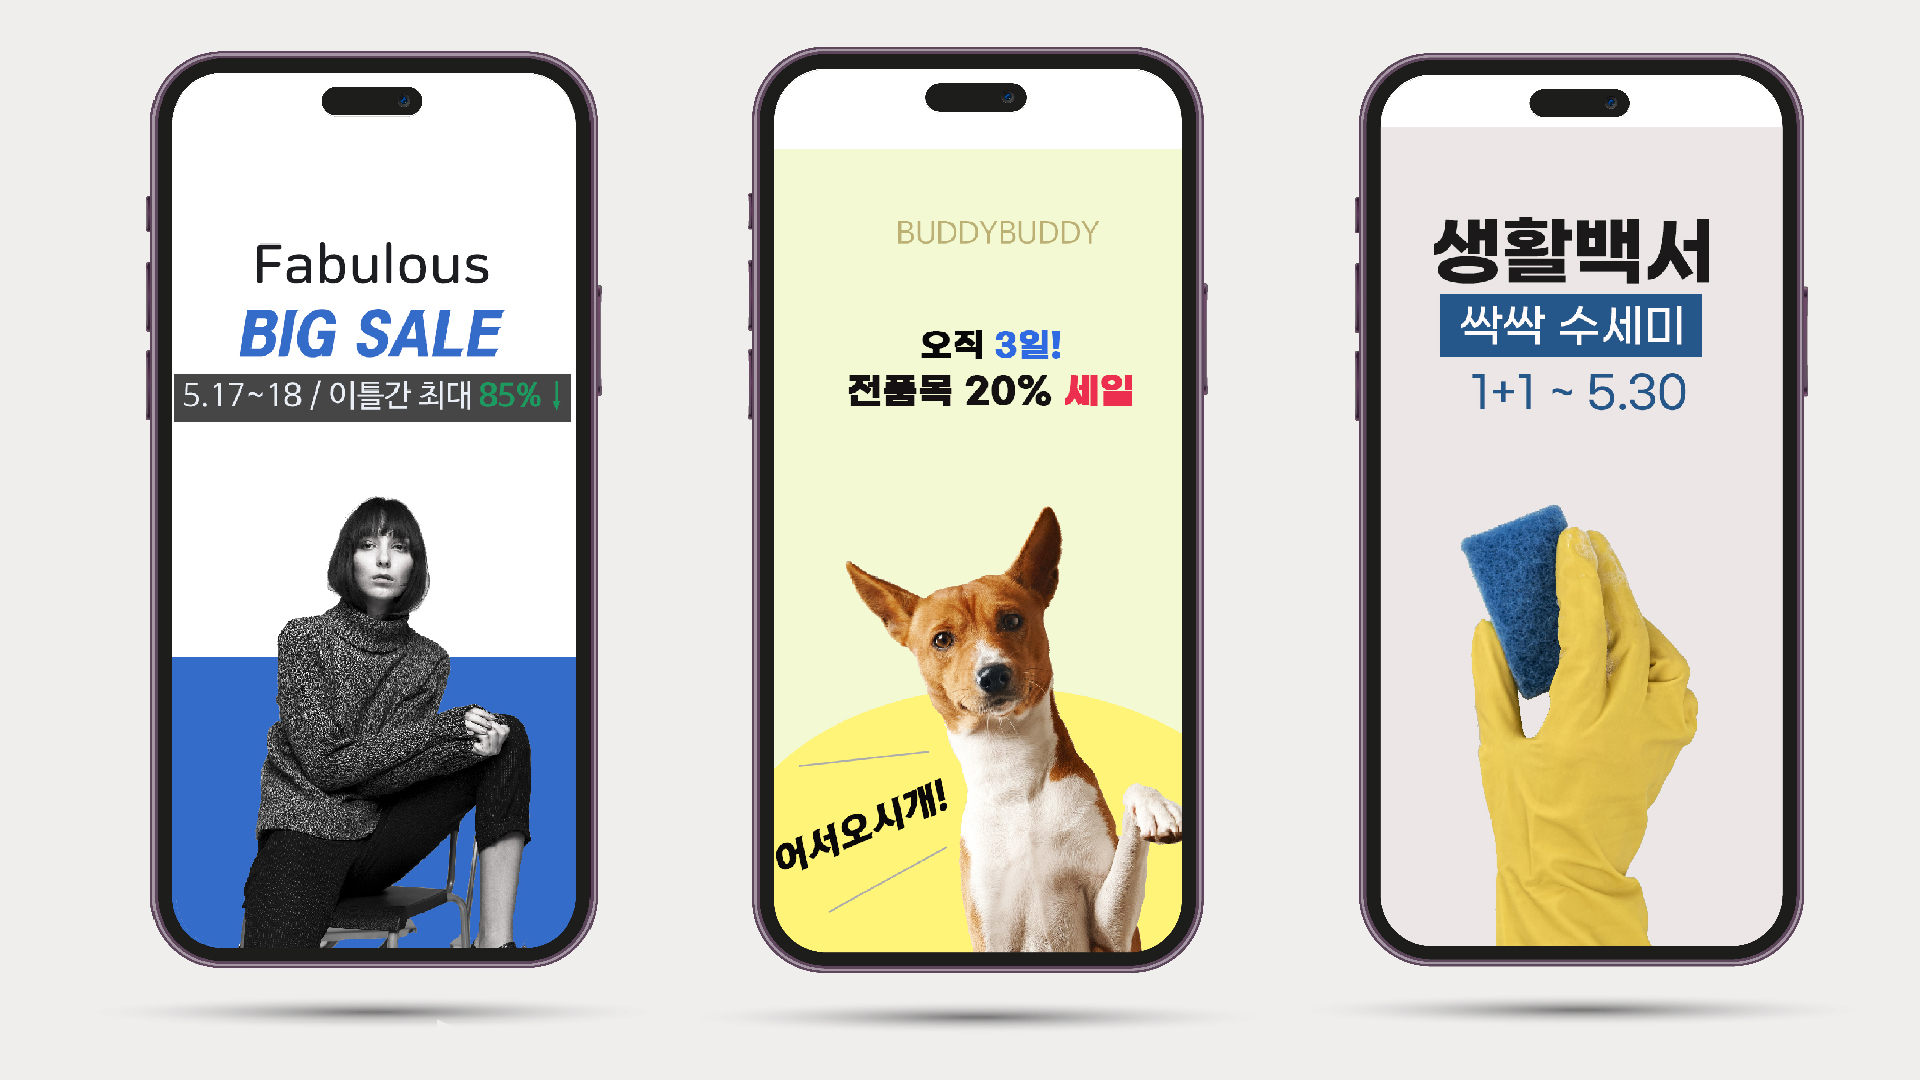 Fabulous
BIG SALE
5.17~18 / 이틀간 최대 85%↓
BUDDYBUDDY
오직 3일!
전품목 20% 세일
어서오시개!
생활백서
싹싹 수세미
1+1 ~ 5.30